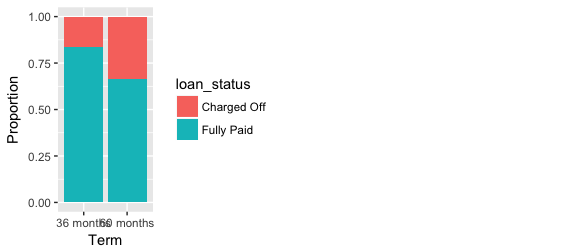 1.00
0.75
0.50
0.25
0.00
Proportion
36 months
60 months
Term
loan_status
Charged Off
Fully Paid